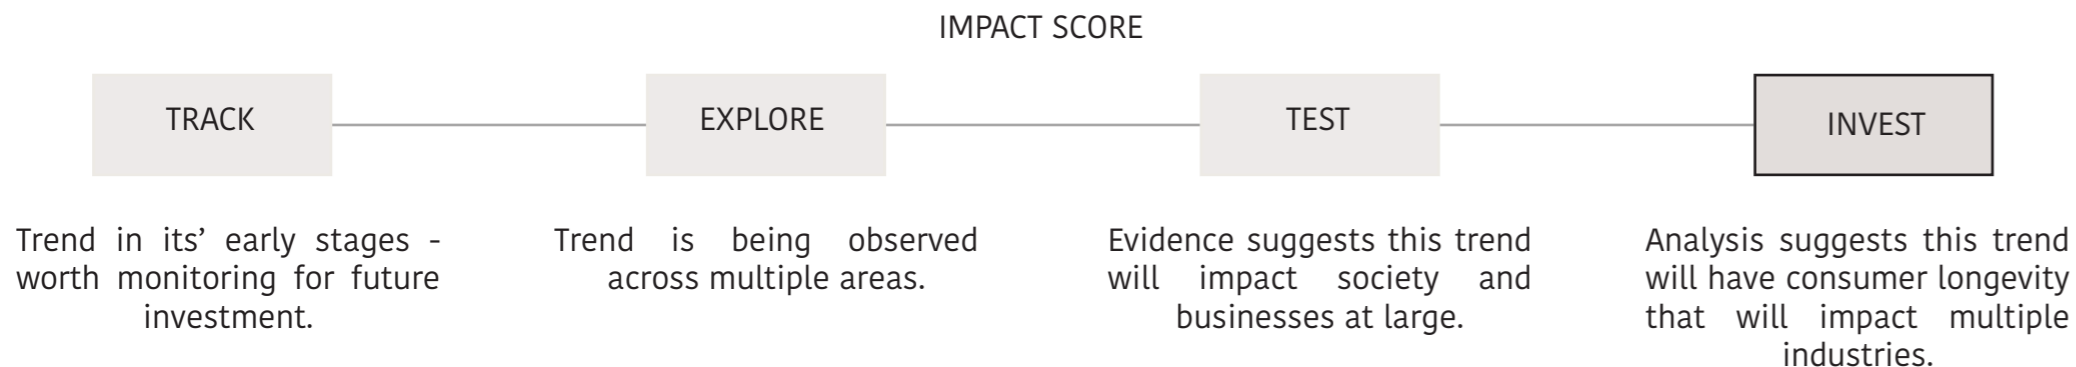 IMPACT SCORE
TRACK
EXPLORE
TEST
INVEST
Trend in its’ early stages -
worth monitoring for future
investment.
Trend is being observed
across multiple areas.
Evidence suggests this trend
will impact society and
businesses at large.
Analysis suggests this trend
will have consumer longevity
that will impact multiple
industries.